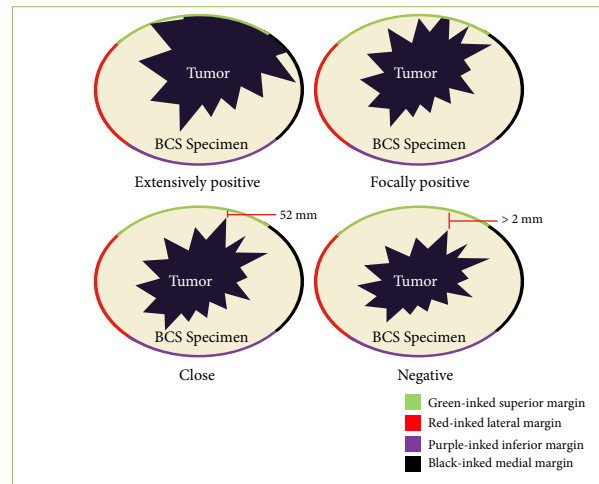 Tumor
BCS Specimen
Extensively positive
Tumor
BCS Specimen
Focally positive
52 mm
Tumor
BCS Specimen
Close
> 2 mm
Tumor
BCS Specimen
Negative
Green-inked superior margin
Red-inked lateral margin
Purple-inked inferior margin
Black-inked medial margin